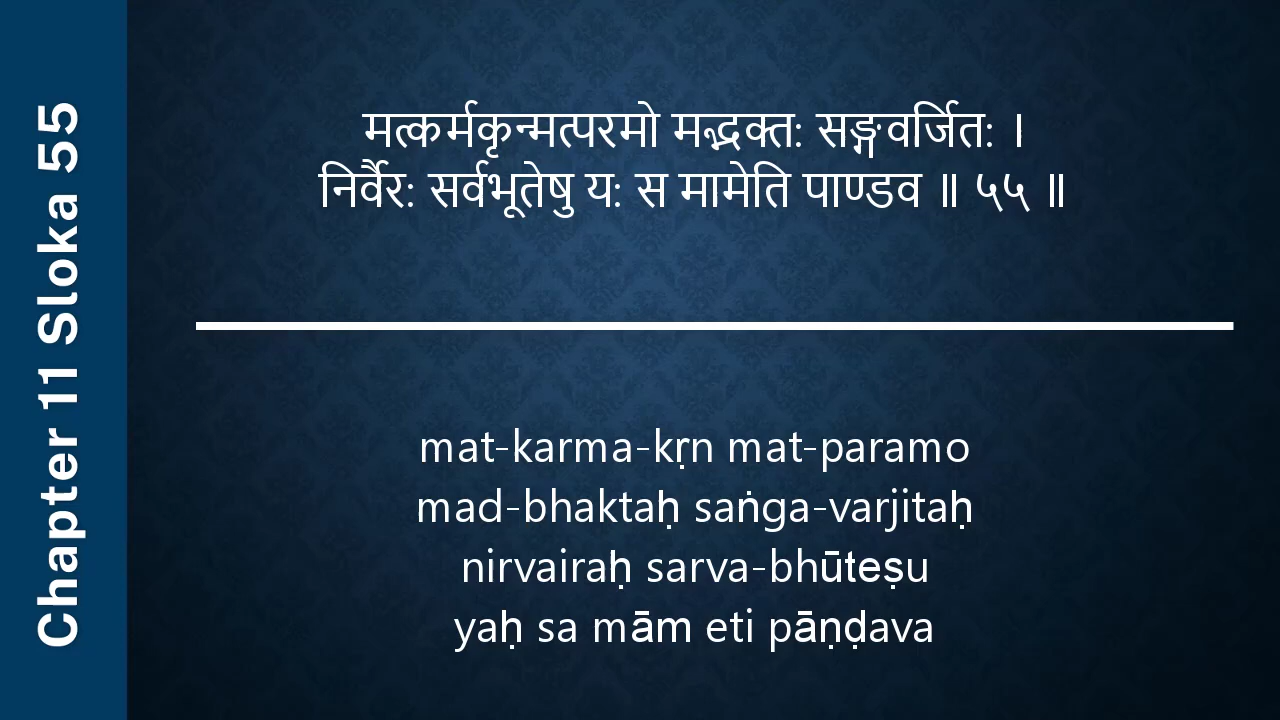 Chapter 11 Sloka 55
मत्कर्मकृन्मत्परमो मद्भक्तः सङ्गवर्जितः ।
निर्वैरः सर्वभूतेषु यः स मामेति पाण्डव ॥ ५५ ॥
mat-karma-kṛn mat-paramo
mad-bhaktaḥ saṅga-varjitaḥ
nirvairaḥ sarva-bhūteṣu
yaḥ sa mām eti pāṇḍava